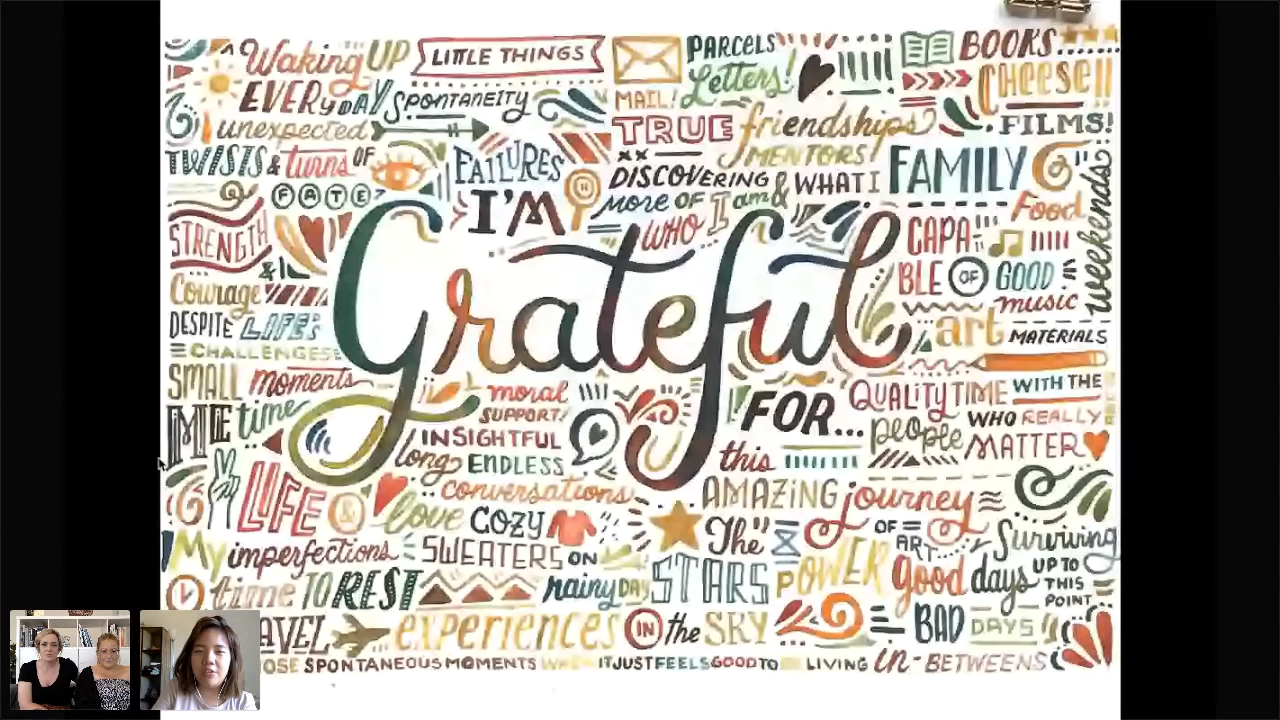 Waking UP
EVERYDAY
LITTLE THINGS
SPONTANEITY
unexpected
TWISTS & turns OF
FATE
MAIL!
PARCELS
Letters!
BOOKS
CHEESE!!
FILMS!
TRUE friendships
MENTORS!
FAMILY
Food
weekends
FAILURES
DISCOVERING & WHAT I
more OF I am &
WHO
CAPA-
BLE OF GOOD
music
art MATERIALS
I'M
Grateful
FOR...
STRENGTH
&
Courage
DESPITE LIFE'S
CHALLENGES
SMALL moments
ME time
moral
SUPPORT!
INSIGHTFUL
long ENDLESS
conversations
QUALITY TIME WITH THE
people WHO REALLY
MATTER
this
AMAZING journey
OF
ART
LIFE &
love COZY
SWEATERS ON
rainy DAY
My imperfections
time TO REST
The
STARS
POWER
good days
Surviving
UP TO
THIS
POINT
BAD DAYS
AVEL experiences IN the SKY
OSE SPONTANEOUS MOMENTS IT JUST FEELS GOOD TO LIVING in-BETWEENS